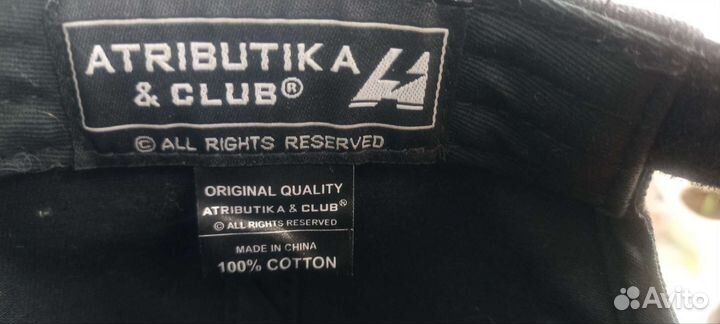 ATRIBUTIKA
& CLUB®
© ALL RIGHTS RESERVED
ORIGINAL QUALITY
ATRIBUTIKA & CLUB®
© ALL RIGHTS RESERVED
MADE IN CHINA
100% COTTON
Avito